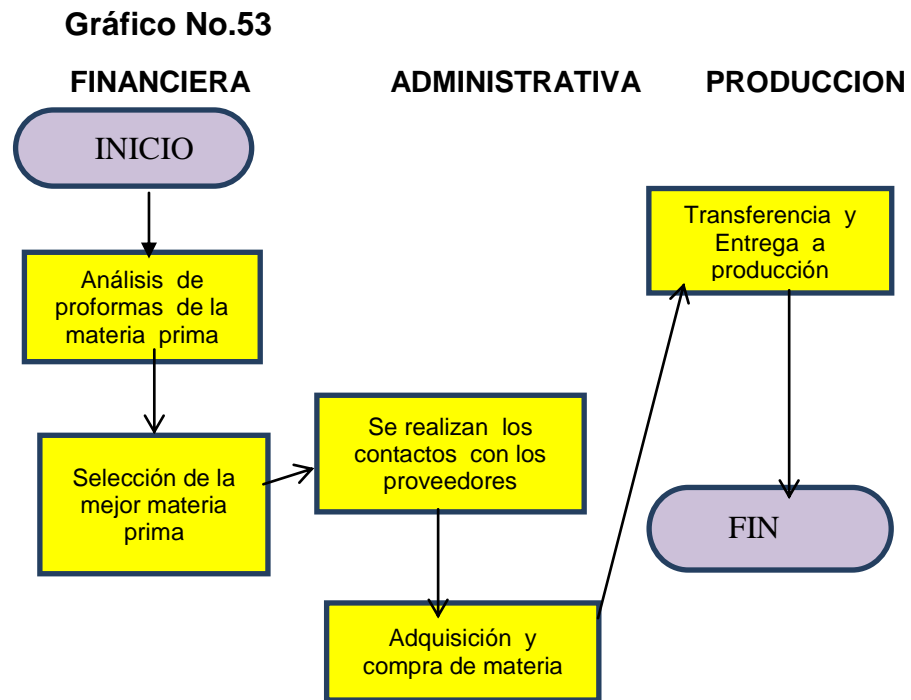 Gráfico No.53
FINANCIERA ADMINISTRATIVA PRODUCCION
INICIO
Análisis de
proformas de la
materia prima
Selección de la
mejor materia
prima
Se realizan los
contactos con los
proveedores
Adquisición y
compra de materia
Transferencia y
Entrega a
producción
FIN